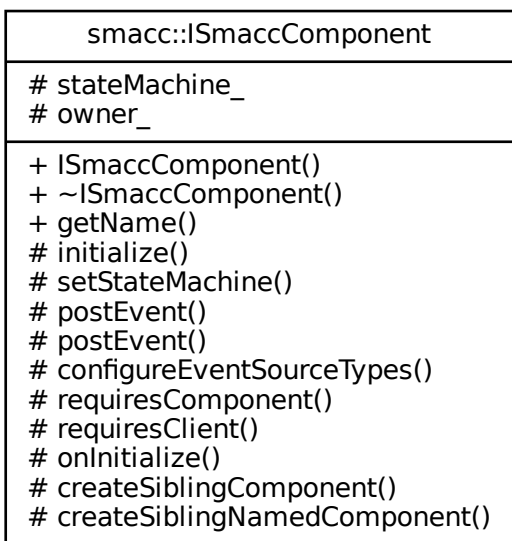 smacc::ISmaccComponent
# stateMachine_
# owner_
+ ISmaccComponent()
+ ~ISmaccComponent()
+ getName()
# initialize()
# setStateMachine()
# postEvent()
# postEvent()
# configureEventSourceTypes()
# requiresComponent()
# requiresClient()
# onInitialize()
# createSiblingComponent()
# createSiblingNamedComponent()